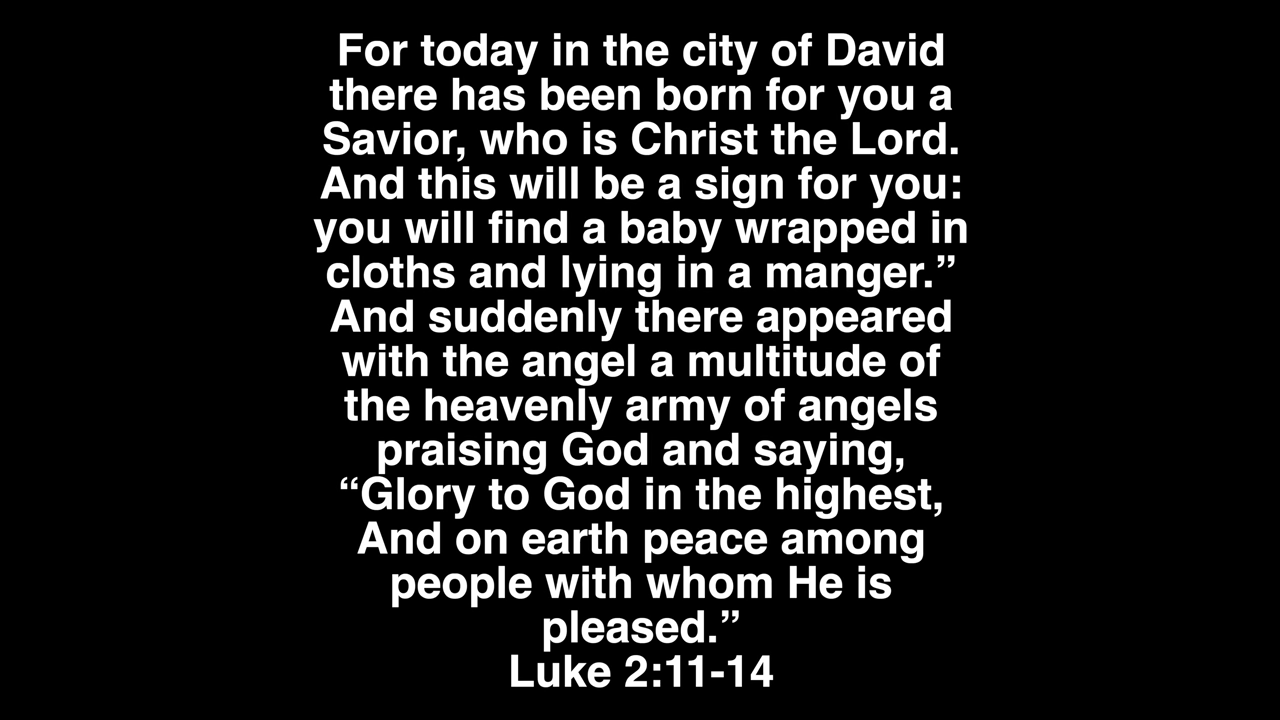 For today in the city of David
there has been born for you a
Savior, who is Christ the Lord.
And this will be a sign for you:
you will find a baby wrapped in
cloths and lying in a manger.”
And suddenly there appeared
with the angel a multitude of
the heavenly army of angels
praising God and saying,
“Glory to God in the highest,
And on earth peace among
people with whom He is
pleased.”
Luke 2:11-14